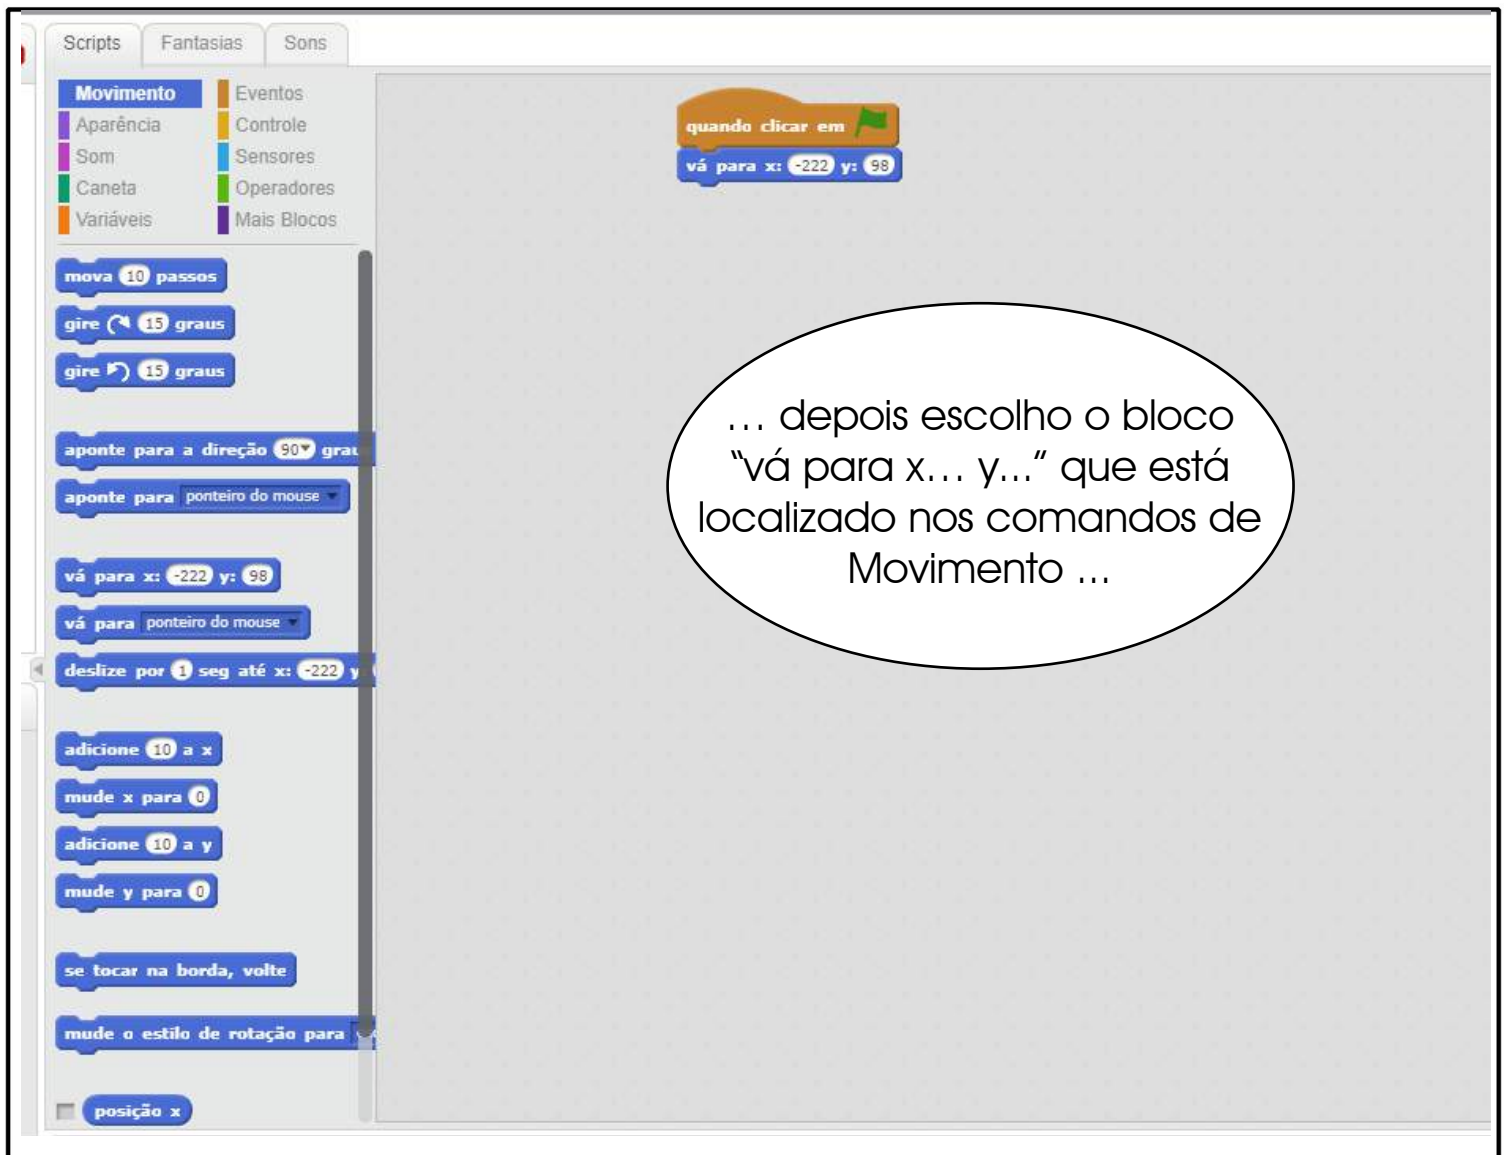 Scripts Fantasias Sons
Movimento Eventos
Aparência Controle
Som Sensores
Caneta Operadores
Variáveis Mais Blocos
mova 10 passos
gire 15 graus
gire 15 graus
aponte para a direção 90 grau
aponte para ponteiro do mouse
vá para x: -222 y: 98
vá para ponteiro do mouse
deslize por 1 seg até x: -222 y
adicione 10 a x
mude x para 0
adicione 10 a y
mude y para 0
se tocar na borda, volte
mude o estilo de rotação para
posição x
quando clicar em
vá para x: -222 y: 98
... depois escolho o bloco
“vá para x... y...” que está
localizado nos comandos de
Movimento ...